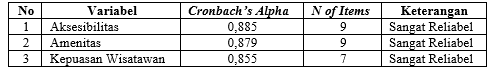 No Variabel Cronbach's Alpha N of Items Keterangan
1 Aksesibilitas 0,885 9 Sangat Reliabel
2 Amenitas 0,879 9 Sangat Reliabel
3 Kepuasan Wisatawan 0,855 7 Sangat Reliabel